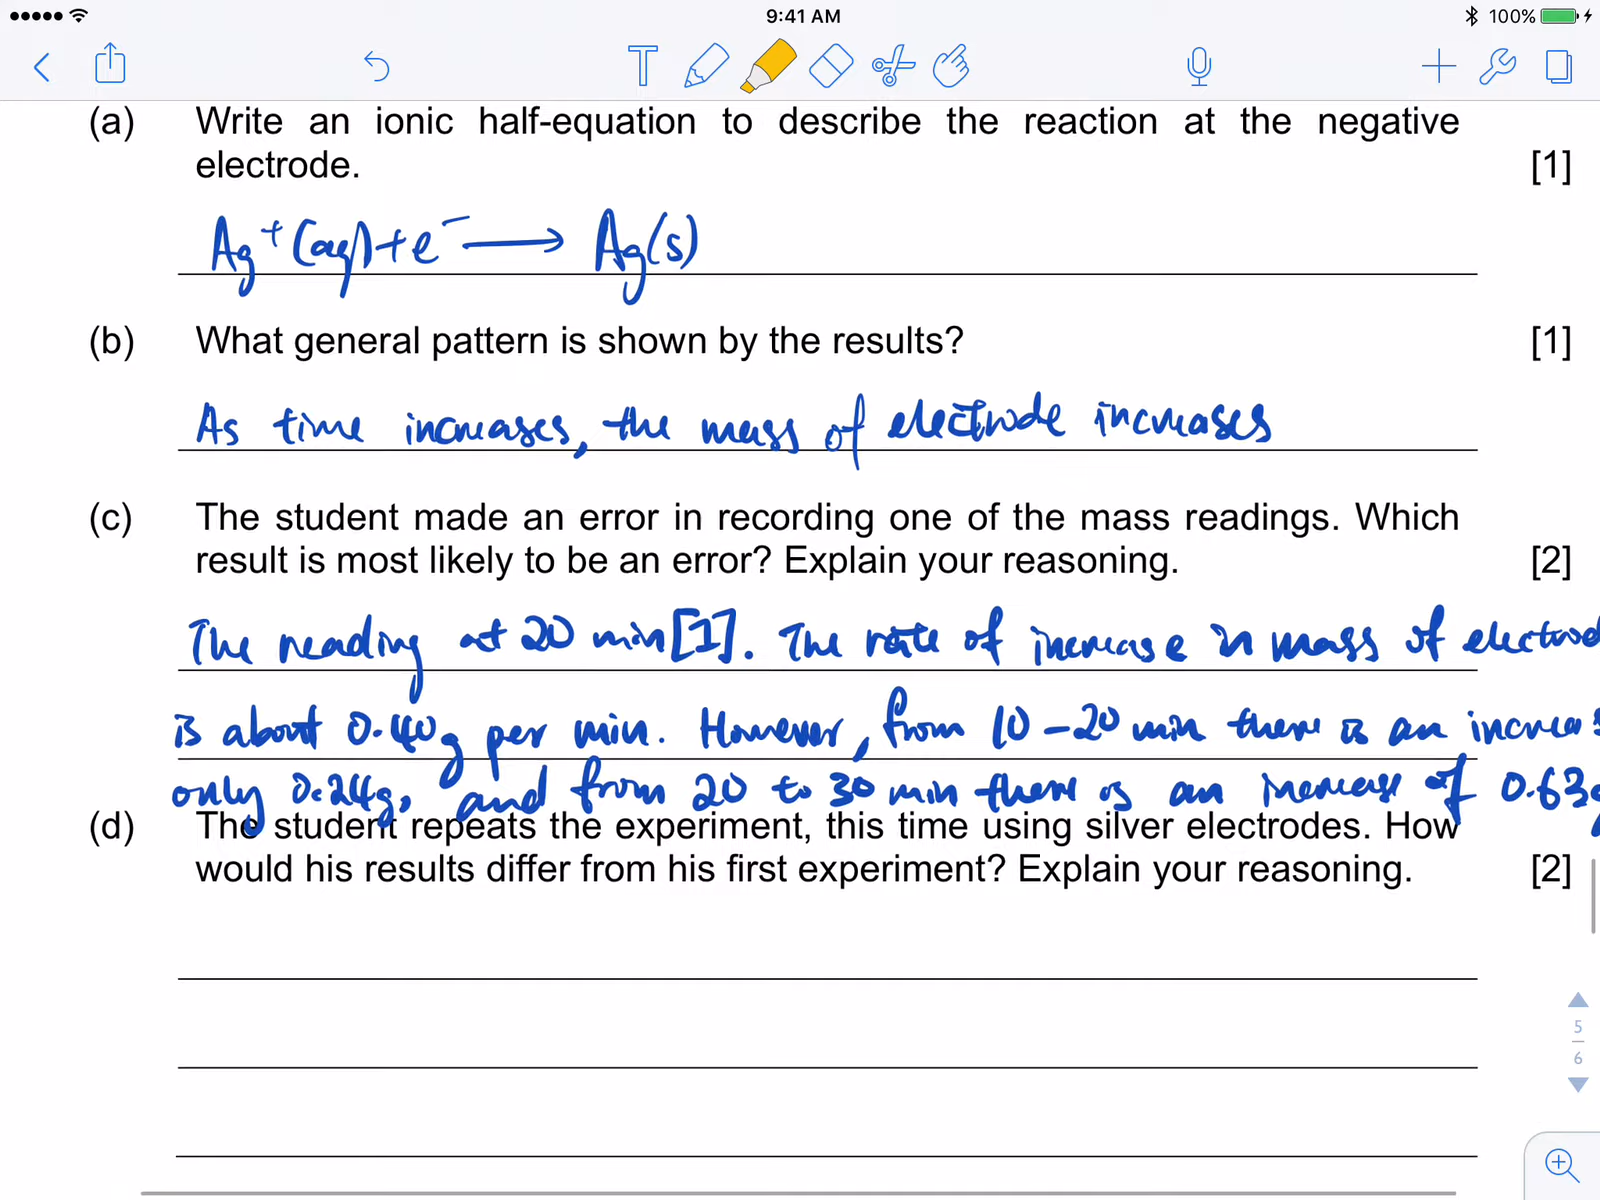 9:41 AM
100%
T
(a) Write an ionic half-equation to describe the reaction at the negative
electrode. [1]
Ag⁺(aq)+e⁻ → Ag(s)
(b) What general pattern is shown by the results? [1]
As time increases, the mass of electrode increases
(c) The student made an error in recording one of the mass readings. Which
result is most likely to be an error? Explain your reasoning. [2]
The reading at 20 min [1]. The rate of increase in mass of electrod
is about 0.40g per min. However, from 10-20 min there is an increas
only 0.24g, and from 20 to 30 min there is an increase of 0.63g
(d) The student repeats the experiment, this time using silver electrodes. How
would his results differ from his first experiment? Explain your reasoning. [2]
5
6